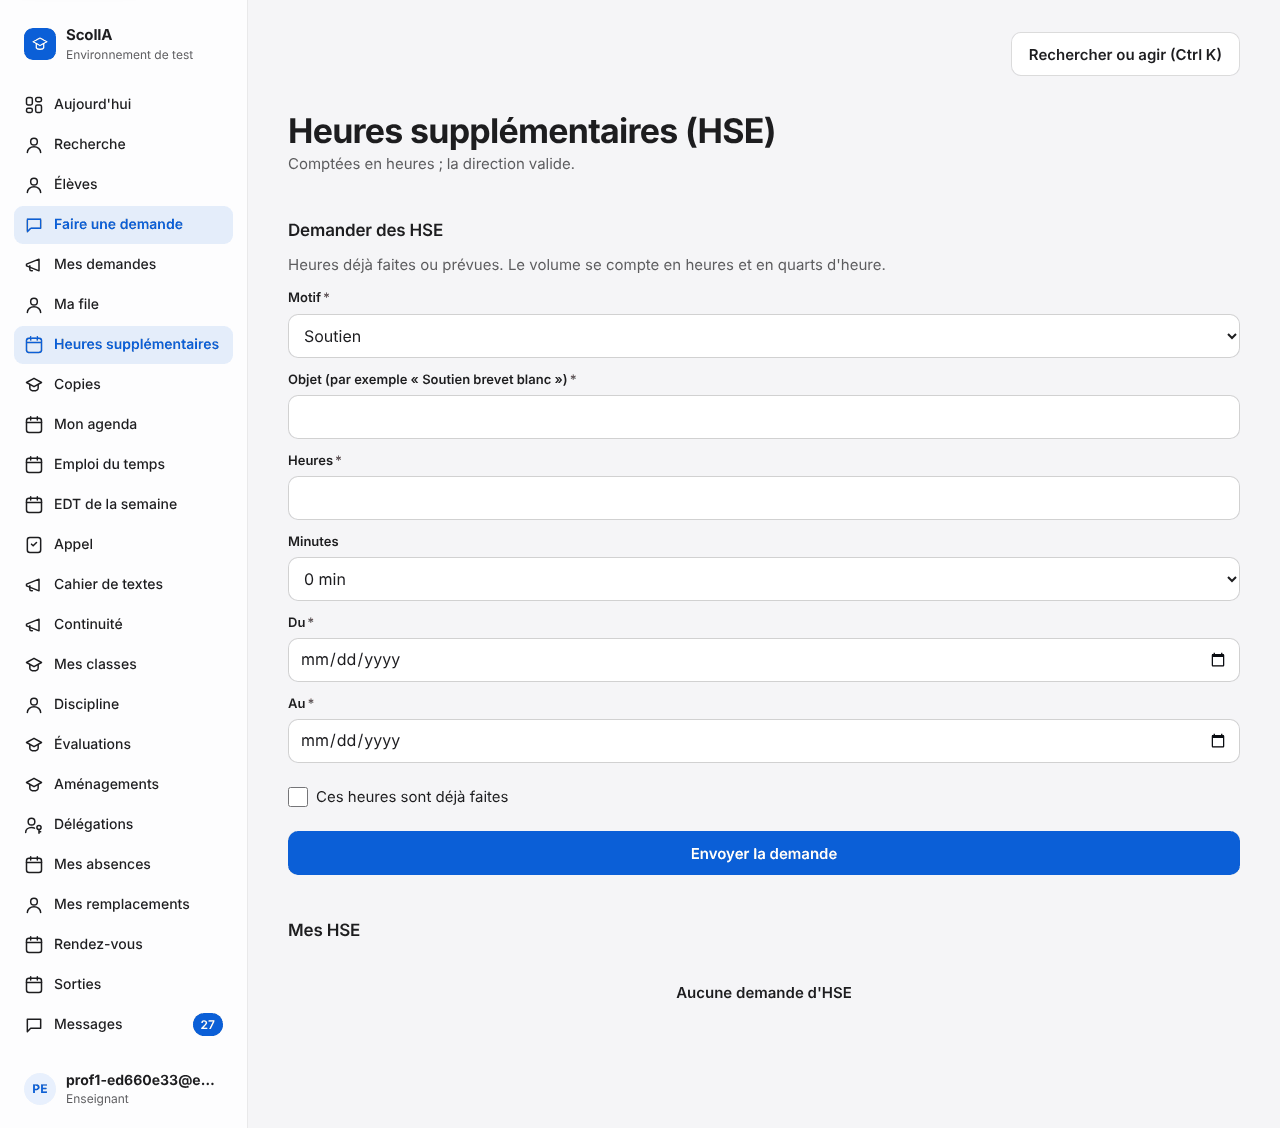 ScolIA
Environnement de test
Aujourd'hui
Recherche
Élèves
Faire une demande
Mes demandes
Ma file
Heures supplémentaires
Copies
Mon agenda
Emploi du temps
EDT de la semaine
Appel
Cahier de textes
Continuité
Mes classes
Discipline
Évaluations
Aménagements
Délégations
Mes absences
Mes remplacements
Rendez-vous
Sorties
Messages 27
PE
prof1-ed660e33@e...
Enseignant
Rechercher ou agir (Ctrl K)
Heures supplémentaires (HSE)
Comptées en heures ; la direction valide.
Demander des HSE
Heures déjà faites ou prévues. Le volume se compte en heures et en quarts d'heure.
Motif *
Soutien
Objet (par exemple « Soutien brevet blanc ») *
Heures *
Minutes
0 min
Du *
mm/dd/yyyy
Au *
mm/dd/yyyy
Ces heures sont déjà faites
Envoyer la demande
Mes HSE
Aucune demande d'HSE